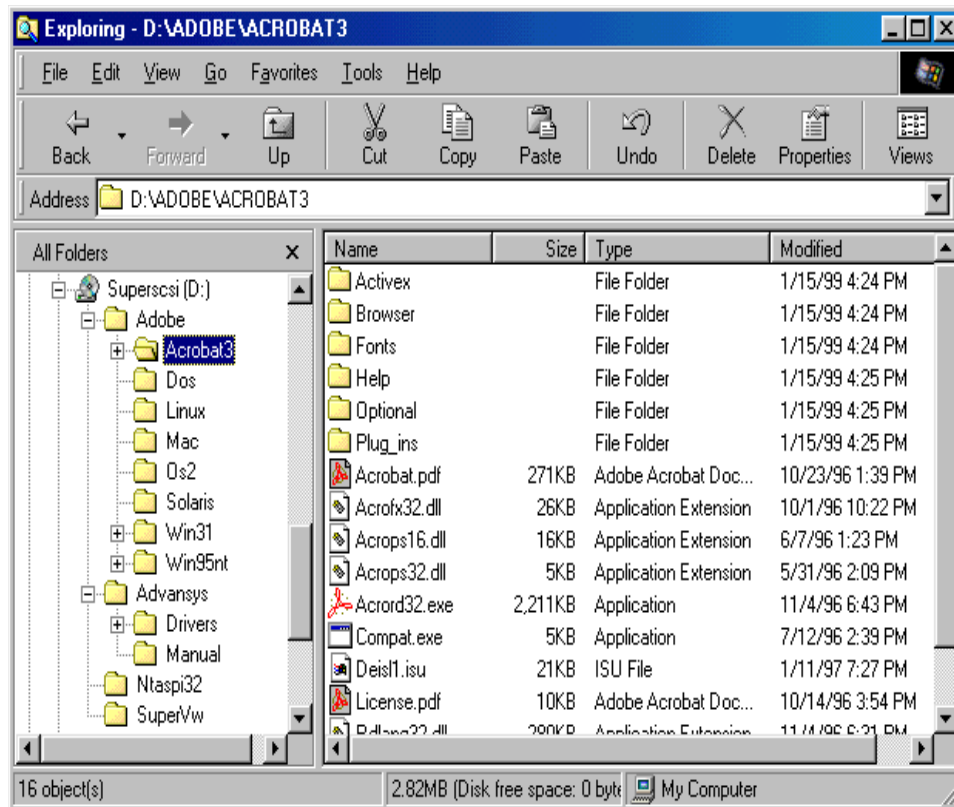 Exploring - D:\ADOBE\ACROBAT3
File Edit View Go Favorites Tools Help
Back Forward Up Cut Copy Paste Undo Delete Properties Views
Address D:\ADOBE\ACROBAT3
All Folders x
Superscsi (D:)
Adobe
Acrobat3
Dos
Linux
Mac
Os2
Solaris
Win31
Win95nt
Advansys
Drivers
Manual
Ntaspi32
SuperVw
Name Size Type Modified
Activex File Folder 1/15/99 4:24 PM
Browser File Folder 1/15/99 4:24 PM
Fonts File Folder 1/15/99 4:24 PM
Help File Folder 1/15/99 4:25 PM
Optional File Folder 1/15/99 4:25 PM
Plug_ins File Folder 1/15/99 4:25 PM
Acrobat.pdf 271KB Adobe Acrobat Doc... 10/23/96 1:39 PM
Acrofx32.dll 26KB Application Extension 10/1/96 10:22 PM
Acrops16.dll 16KB Application Extension 6/7/96 1:23 PM
Acrops32.dll 5KB Application Extension 5/31/96 2:09 PM
Acrord32.exe 2,211KB Application 11/4/96 6:43 PM
Compat.exe 5KB Application 7/12/96 2:39 PM
Deisl1.isu 21KB ISU File 1/11/97 7:27 PM
License.pdf 10KB Adobe Acrobat Doc... 10/14/96 3:54 PM
Application Extension 11/4/96
16 object(s) 2.82MB (Disk free space: 0 byte My Computer